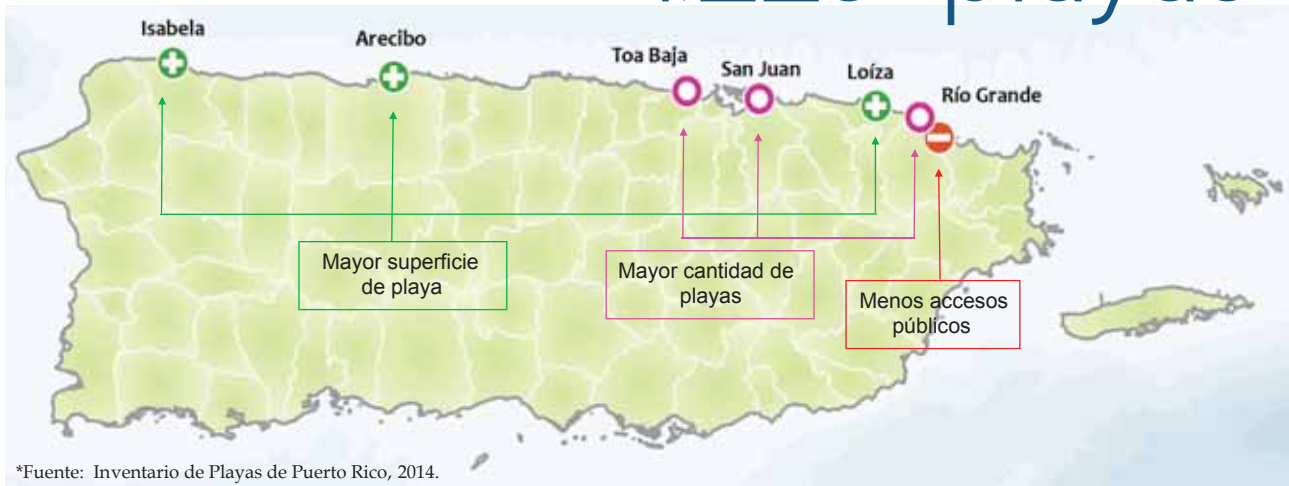 playas
Isabela
Arecibo
Toa Baja
San Juan
Loíza
Río Grande
Mayor superficie
de playa
Mayor cantidad de
playas
Menos accesos
públicos
*Fuente: Inventario de Playas de Puerto Rico, 2014.